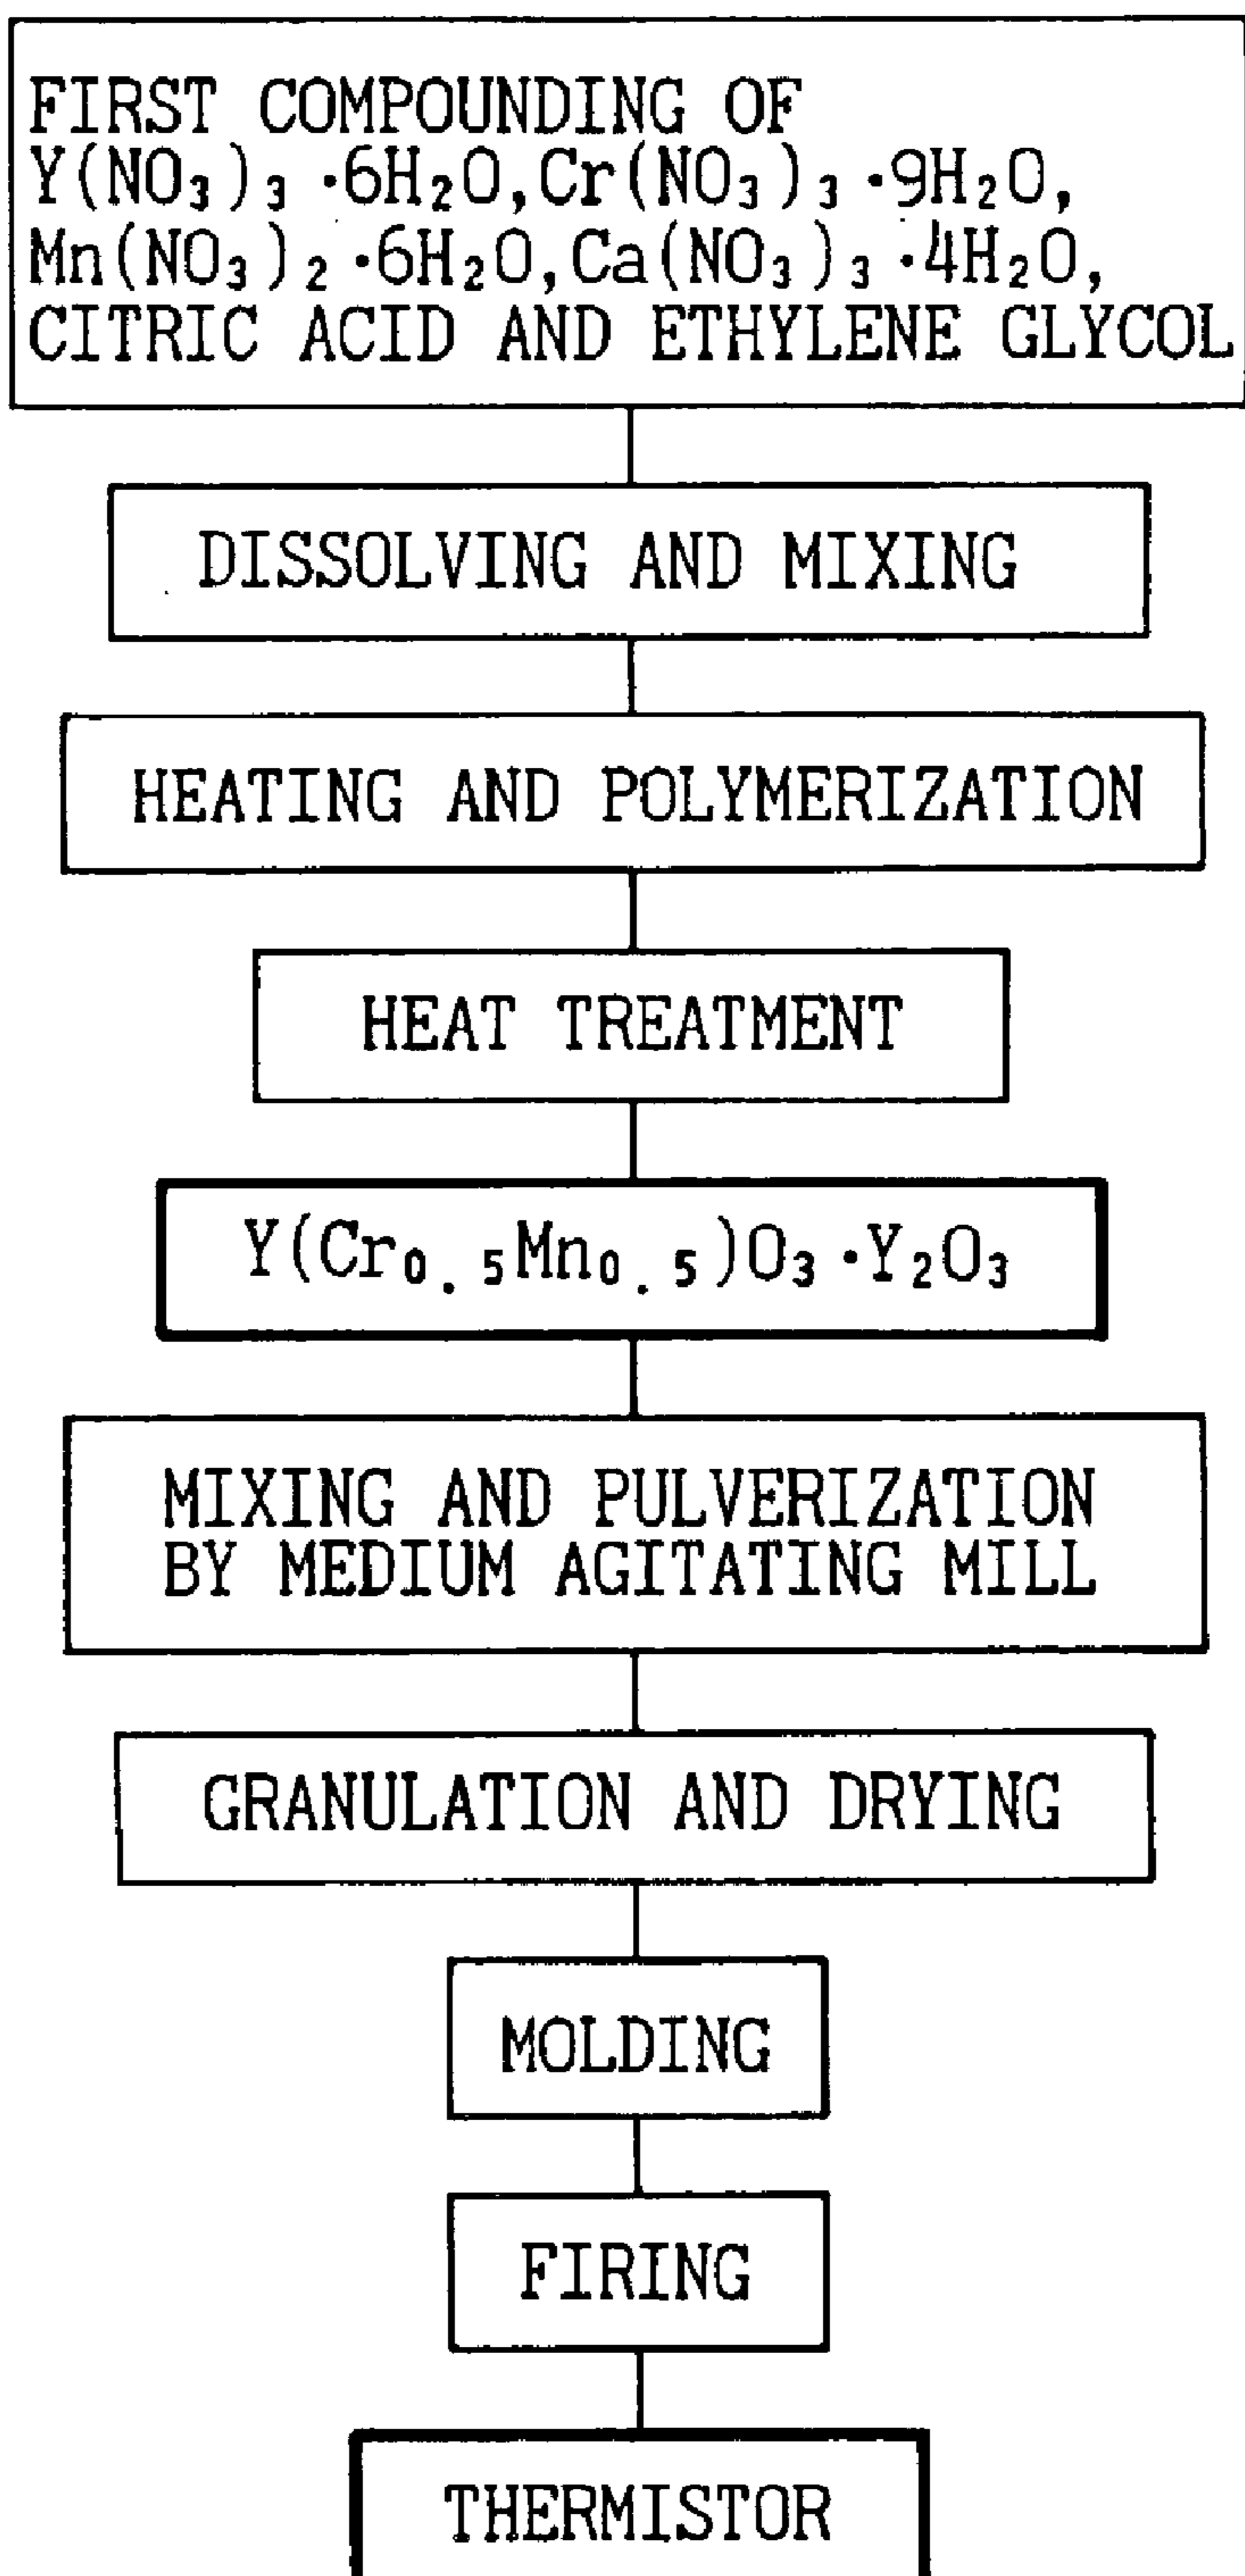 FIRST COMPOUNDING OF
Y(NO₃)₃·6H₂O,Cr(NO₃)₃·9H₂O,
Mn(NO₃)₂·6H₂O,Ca(NO₃)₃·4H₂O,
CITRIC ACID AND ETHYLENE GLYCOL
DISSOLVING AND MIXING
HEATING AND POLYMERIZATION
HEAT TREATMENT
Y(Cr₀.₅Mn₀.₅)O₃·Y₂O₃
MIXING AND PULVERIZATION
BY MEDIUM AGITATING MILL
GRANULATION AND DRYING
MOLDING
FIRING
THERMISTOR